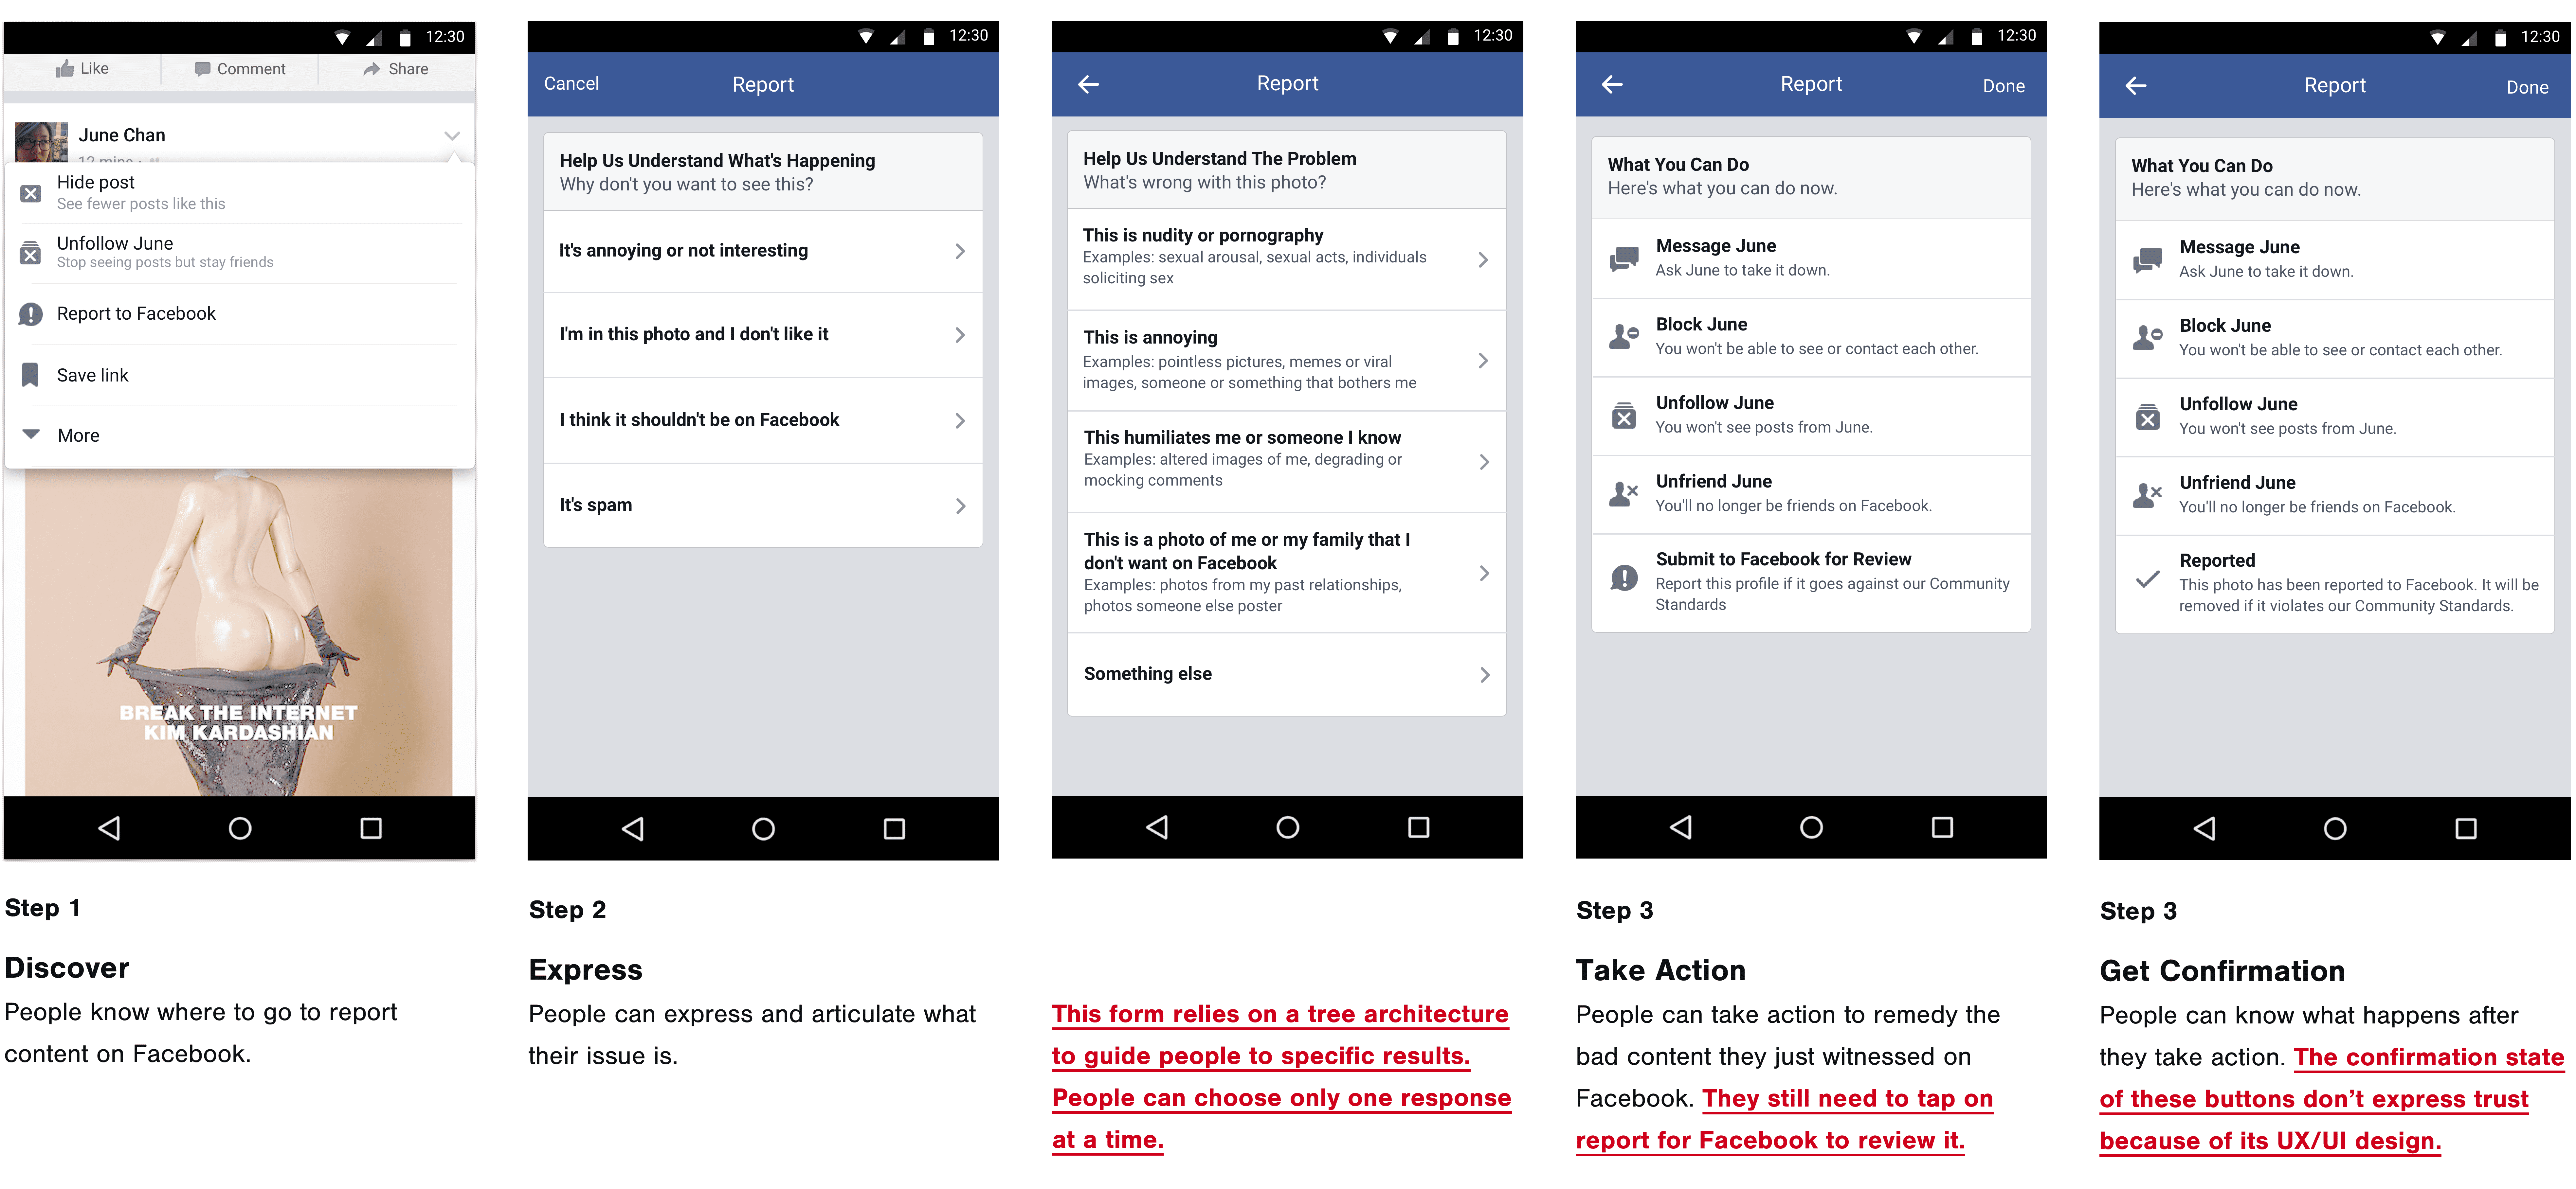 12:30
Like
Comment
Share
June Chan
12 mins
Hide post
See fewer posts like this
Unfollow June
Stop seeing posts but stay friends
Report to Facebook
Save link
More
BREAK THE INTERNET
KIM KARDASHIAN
Step 1
Discover
People know where to go to report
content on Facebook.
12:30
Cancel
Report
Help Us Understand What's Happening
Why don't you want to see this?
It's annoying or not interesting
I'm in this photo and I don't like it
I think it shouldn't be on Facebook
It's spam
Step 2
Express
People can express and articulate what
their issue is.
12:30
Report
Help Us Understand The Problem
What's wrong with this photo?
This is nudity or pornography
Examples: sexual arousal, sexual acts, individuals
soliciting sex
This is annoying
Examples: pointless pictures, memes or viral
images, someone or something that bothers me
This humiliates me or someone I know
Examples: altered images of me, degrading or
mocking comments
This is a photo of me or my family that I
don't want on Facebook
Examples: photos from my past relationships,
photos someone else poster
Something else
This form relies on a tree architecture
to guide people to specific results.
People can choose only one response
at a time.
12:30
Report
Done
What You Can Do
Here's what you can do now.
Message June
Ask June to take it down.
Block June
You won't be able to see or contact each other.
Unfollow June
You won't see posts from June.
Unfriend June
You'll no longer be friends on Facebook.
Submit to Facebook for Review
Report this profile if it goes against our Community
Standards
Step 3
Take Action
People can take action to remedy the
bad content they just witnessed on
Facebook. They still need to tap on
report for Facebook to review it.
12:30
Report
Done
What You Can Do
Here's what you can do now.
Message June
Ask June to take it down.
Block June
You won't be able to see or contact each other.
Unfollow June
You won't see posts from June.
Unfriend June
You'll no longer be friends on Facebook.
Reported
This photo has been reported to Facebook. It will be
removed if it violates our Community Standards.
Step 3
Get Confirmation
People can know what happens after
they take action. The confirmation state
of these buttons don’t express trust
because of its UX/UI design.